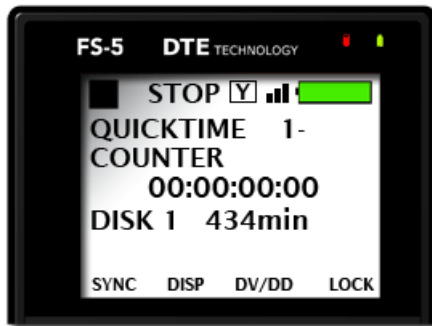 FS-5 DTE TECHNOLOGY
STOP Y
QUICKTIME 1-
COUNTER
00:00:00:00
DISK 1 434min
SYNC DISP DV/DD LOCK